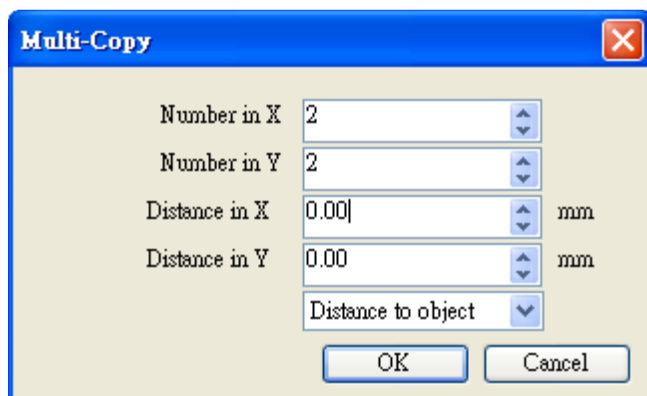 Multi-Copy
Number in X 2
Number in Y 2
Distance in X 0.00 mm
Distance in Y 0.00 mm
Distance to object
OK Cancel